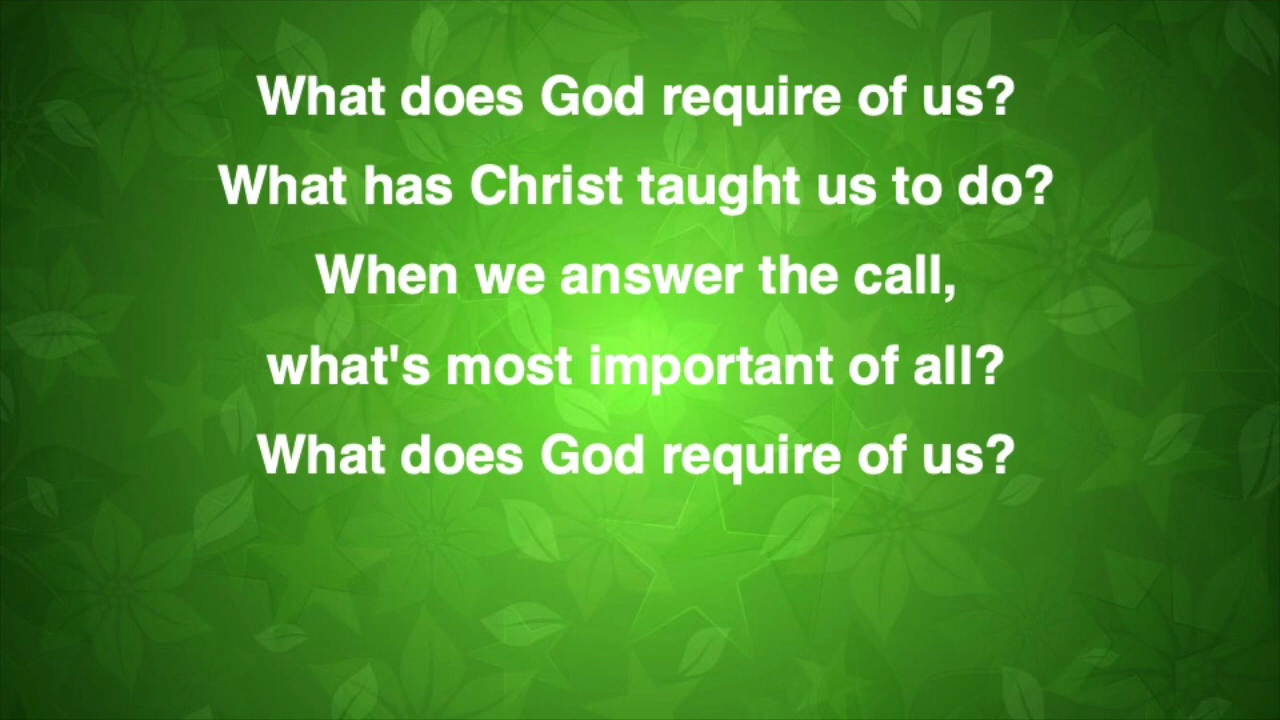 What does God require of us?
What has Christ taught us to do?
When we answer the call,
what's most important of all?
What does God require of us?